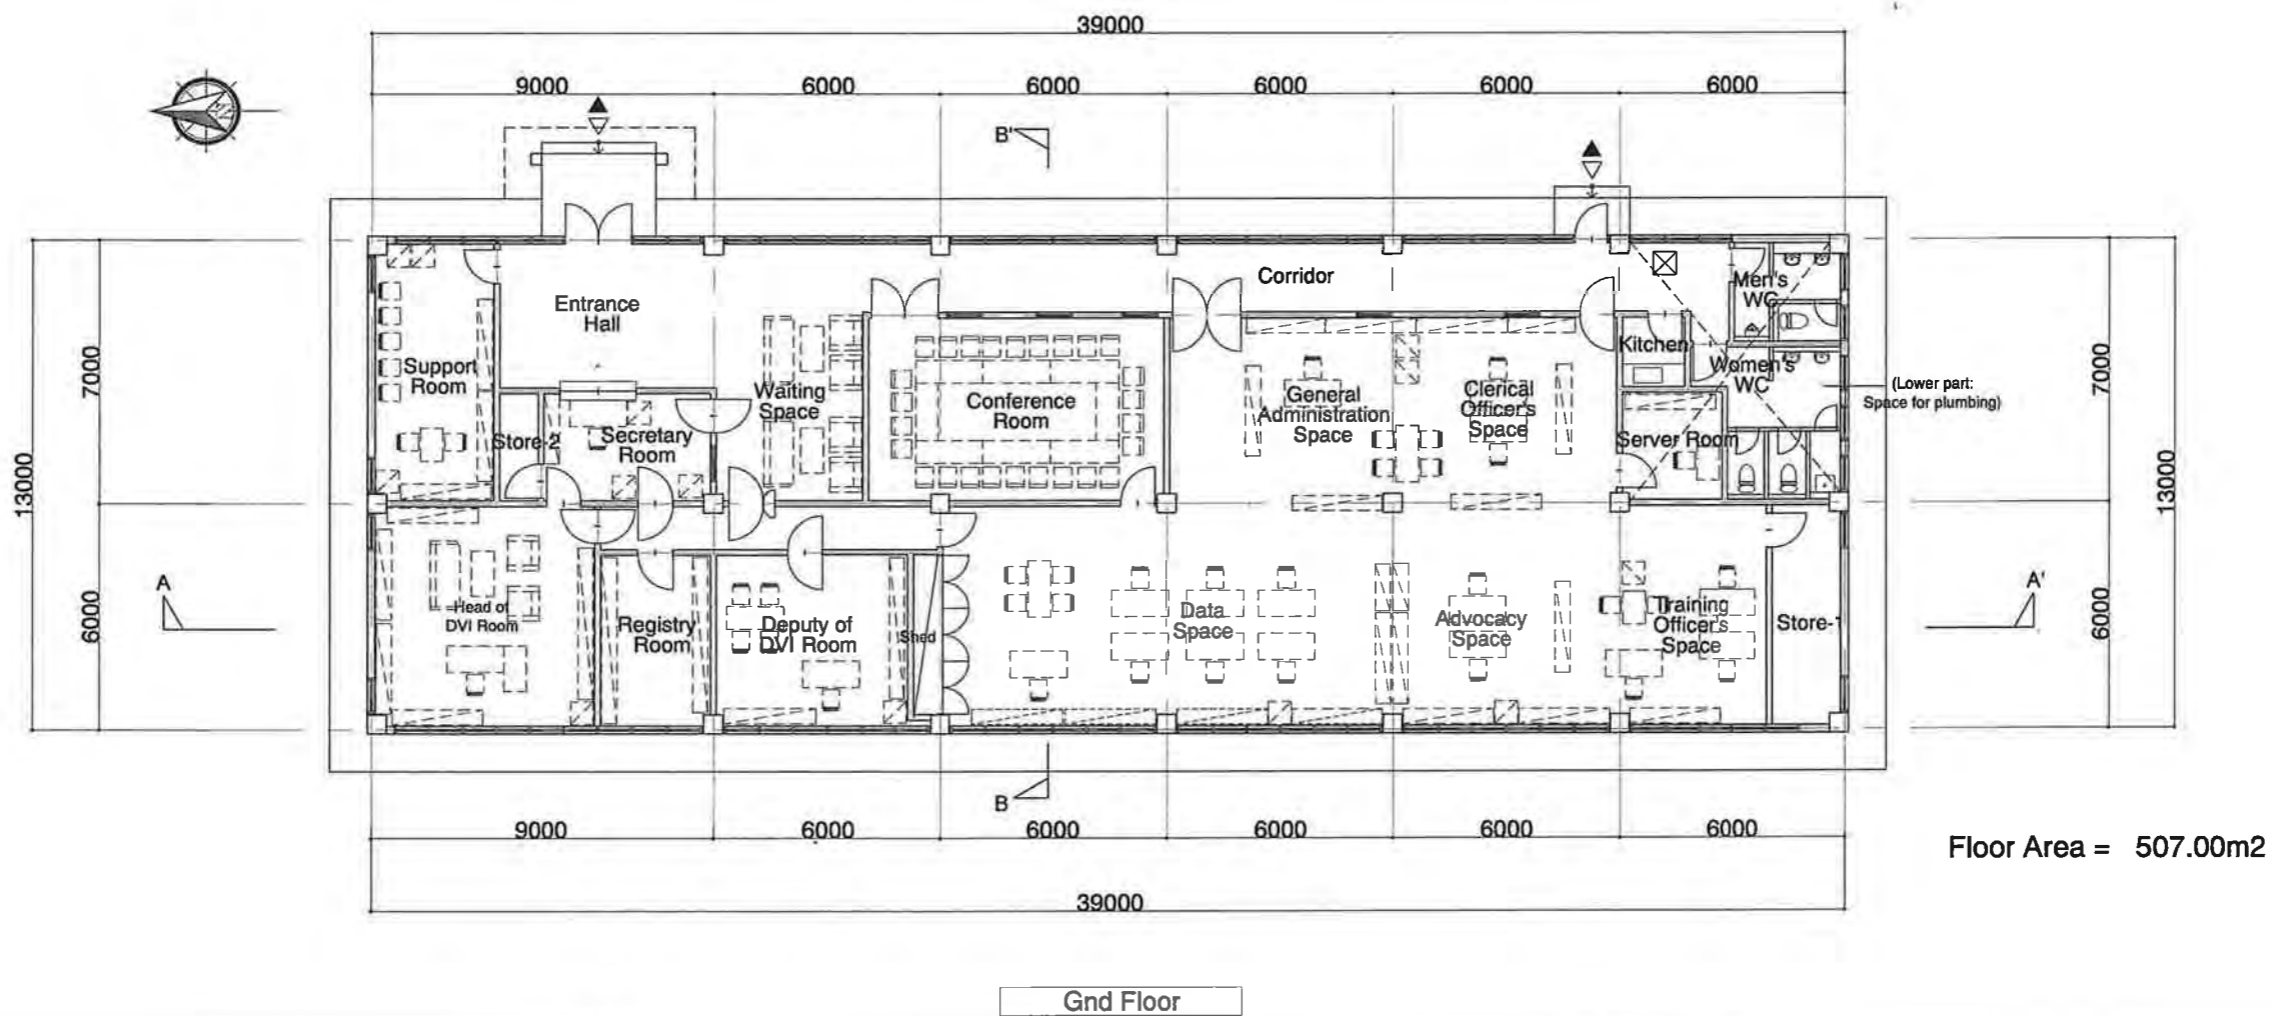 39000
9000
6000
6000
6000
6000
6000
B'
Corridor
Entrance
Hall
Men's
WC
Support
Room
Waiting
Space
Conference
Room
General
Administration
Space
Clerical
Officer's
Space
Kitchen
Women's
WC
(Lower part:
Space for plumbing)
Store-2
Secretary
Room
Server Room
7000
13000
6000
7000
13000
6000
A
A'
Head of
DVI Room
Registry
Room
Deputy of
DVI Room
Shed
Data
Space
Advocacy
Space
Training
Officer's
Space
Store-1
B
9000
6000
6000
6000
6000
6000
39000
Floor Area = 507.00m2
Gnd Floor